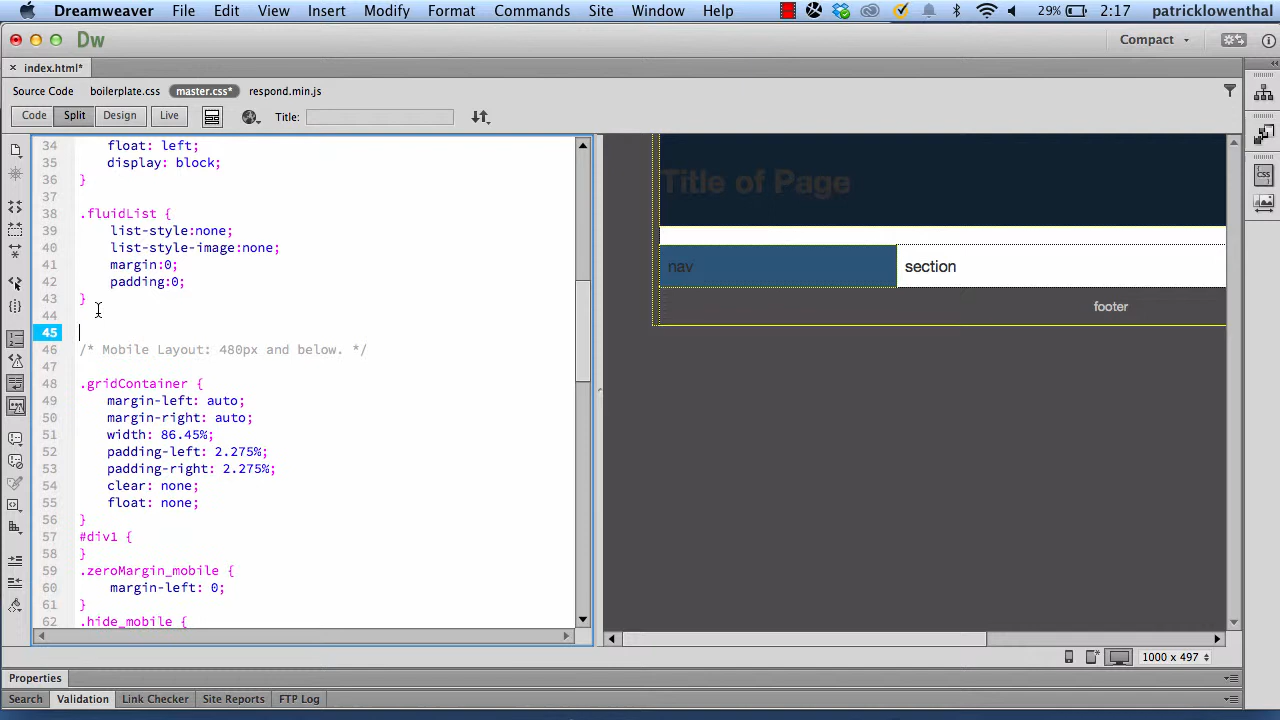 Dreamweaver File Edit View Insert Modify Format Commands Site Window Help 29% 2:17 patricklowenthal
Dw Compact
× index.html*
Source Code boilerplate.css master.css* respond.min.js
Code Split Design Live Title:
34 float: left;
35 display: block;
36 }
37
38 .fluidList {
39 list-style:none;
40 list-style-image:none;
41 margin:0;
42 padding:0;
43 }
44
45
46 /* Mobile Layout: 480px and below. */
47
48 .gridContainer {
49 margin-left: auto;
50 margin-right: auto;
51 width: 86.45%;
52 padding-left: 2.275%;
53 padding-right: 2.275%;
54 clear: none;
55 float: none;
56 }
57 #div1 {
58 }
59 .zeroMargin_mobile {
60 margin-left: 0;
61 }
62 .hide_mobile {
Title of Page
nav section
footer
CSS
1000 x 497
Properties
Search Validation Link Checker Site Reports FTP Log